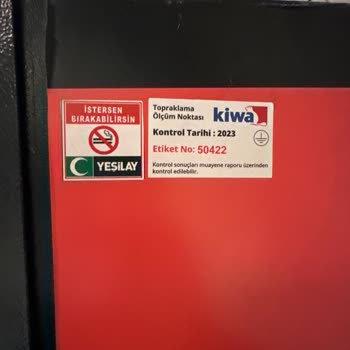 İSTERSEN
BIRAKABİLİRSİN
YEŞİLAY
Topraklama
Ölçüm Noktası
kiwa
Kontrol Tarihi : 2023
Etiket No: 50422
Kontrol sonuçları muayene raporu üzerinden
kontrol edilebilir.